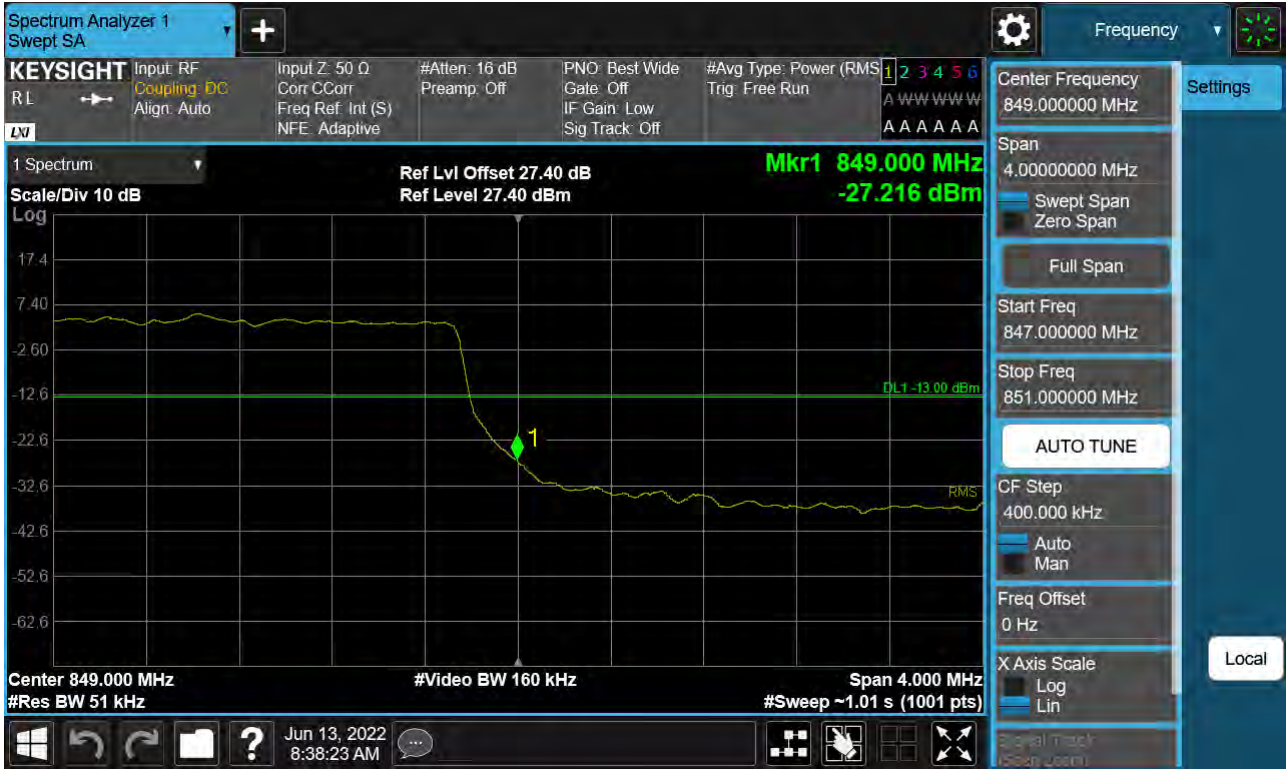 Spectrum Analyzer 1
Swept SA
+
Frequency
KEYSIGHT
RL
LXI
Input: RF
Coupling: DC
Align: Auto
Input Z: 50 Ω
Corr CCorr
Freq Ref: Int (S)
NFE: Adaptive
#Atten: 16 dB
Preamp: Off
PNO: Best Wide
Gate: Off
IF Gain: Low
Sig Track: Off
#Avg Type: Power (RMS
Trig: Free Run
1 2 3 4 5 6
A W W W W W
A A A A A A
1 Spectrum
Scale/Div 10 dB
Log
Ref Lvl Offset 27.40 dB
Ref Level 27.40 dBm
Mkr1 849.000 MHz
-27.216 dBm
17.4
7.40
-2.60
-12.6
-22.6
-32.6
-42.6
-52.6
-62.6
DL1 -13.00 dBm
1
RMS
Center 849.000 MHz
#Res BW 51 kHz
#Video BW 160 kHz
Span 4.000 MHz
#Sweep ~1.01 s (1001 pts)
Center Frequency
849.000000 MHz
Span
4.00000000 MHz
Swept Span
Zero Span
Full Span
Start Freq
847.000000 MHz
Stop Freq
851.000000 MHz
AUTO TUNE
CF Step
400.000 kHz
Auto
Man
Freq Offset
0 Hz
X Axis Scale
Log
Lin
Settings
Local
?
Jun 13, 2022
8:38:23 AM